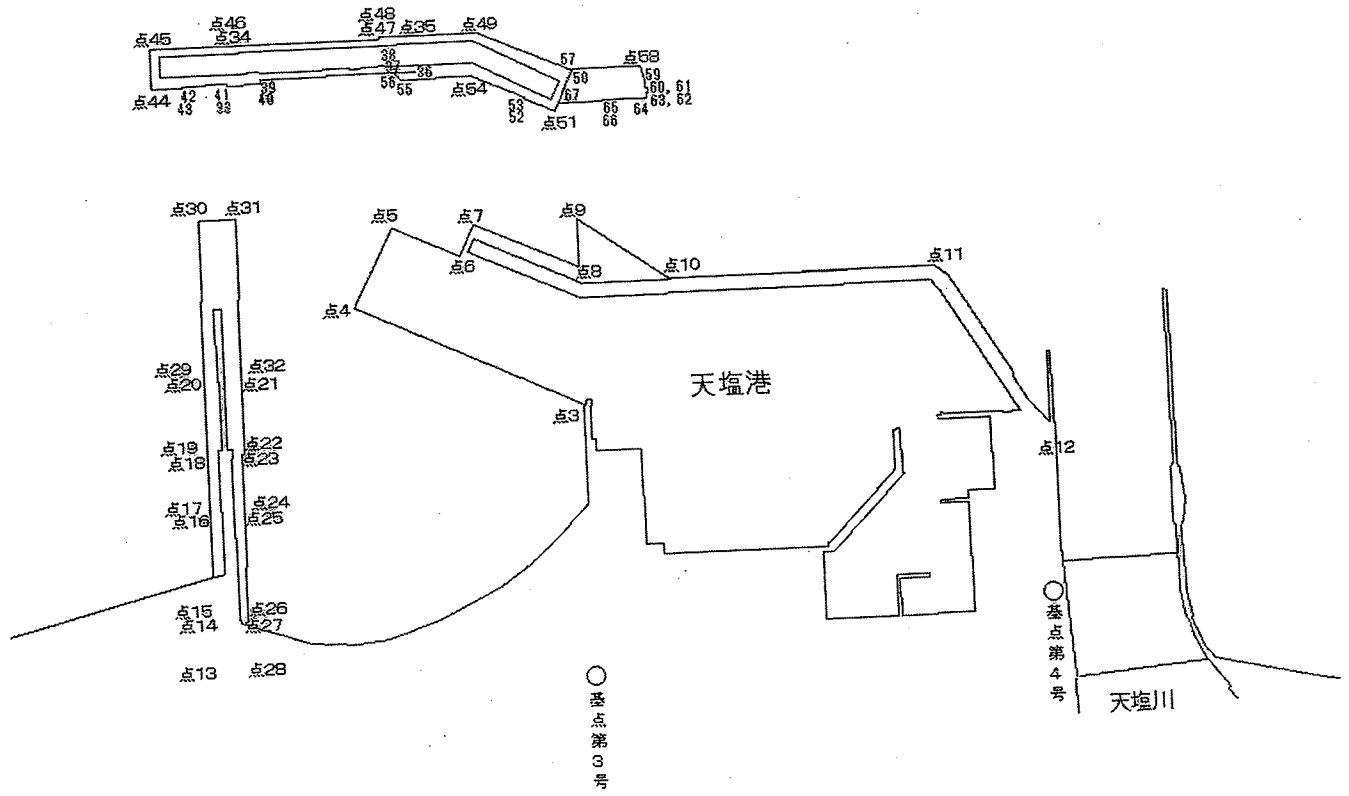 点48
点46 点47 点35 点49
点45 点34
57 点58
38
37 36 50 59
56 55 点54 60, 61
42 41 39 67 63, 62
点44 43 33 40 53 65 64
52 点51 66
点30 点31 点5 点7 点9
点6 点8 点10 点11
点4
点29 点32
点20 点21 天塩港
点3
点19 点22 点12
点18 点23
点17 点24
点16 点25
点15 点26
点14 点27
点13 点28
基点第3号
基点第4号
天塩川